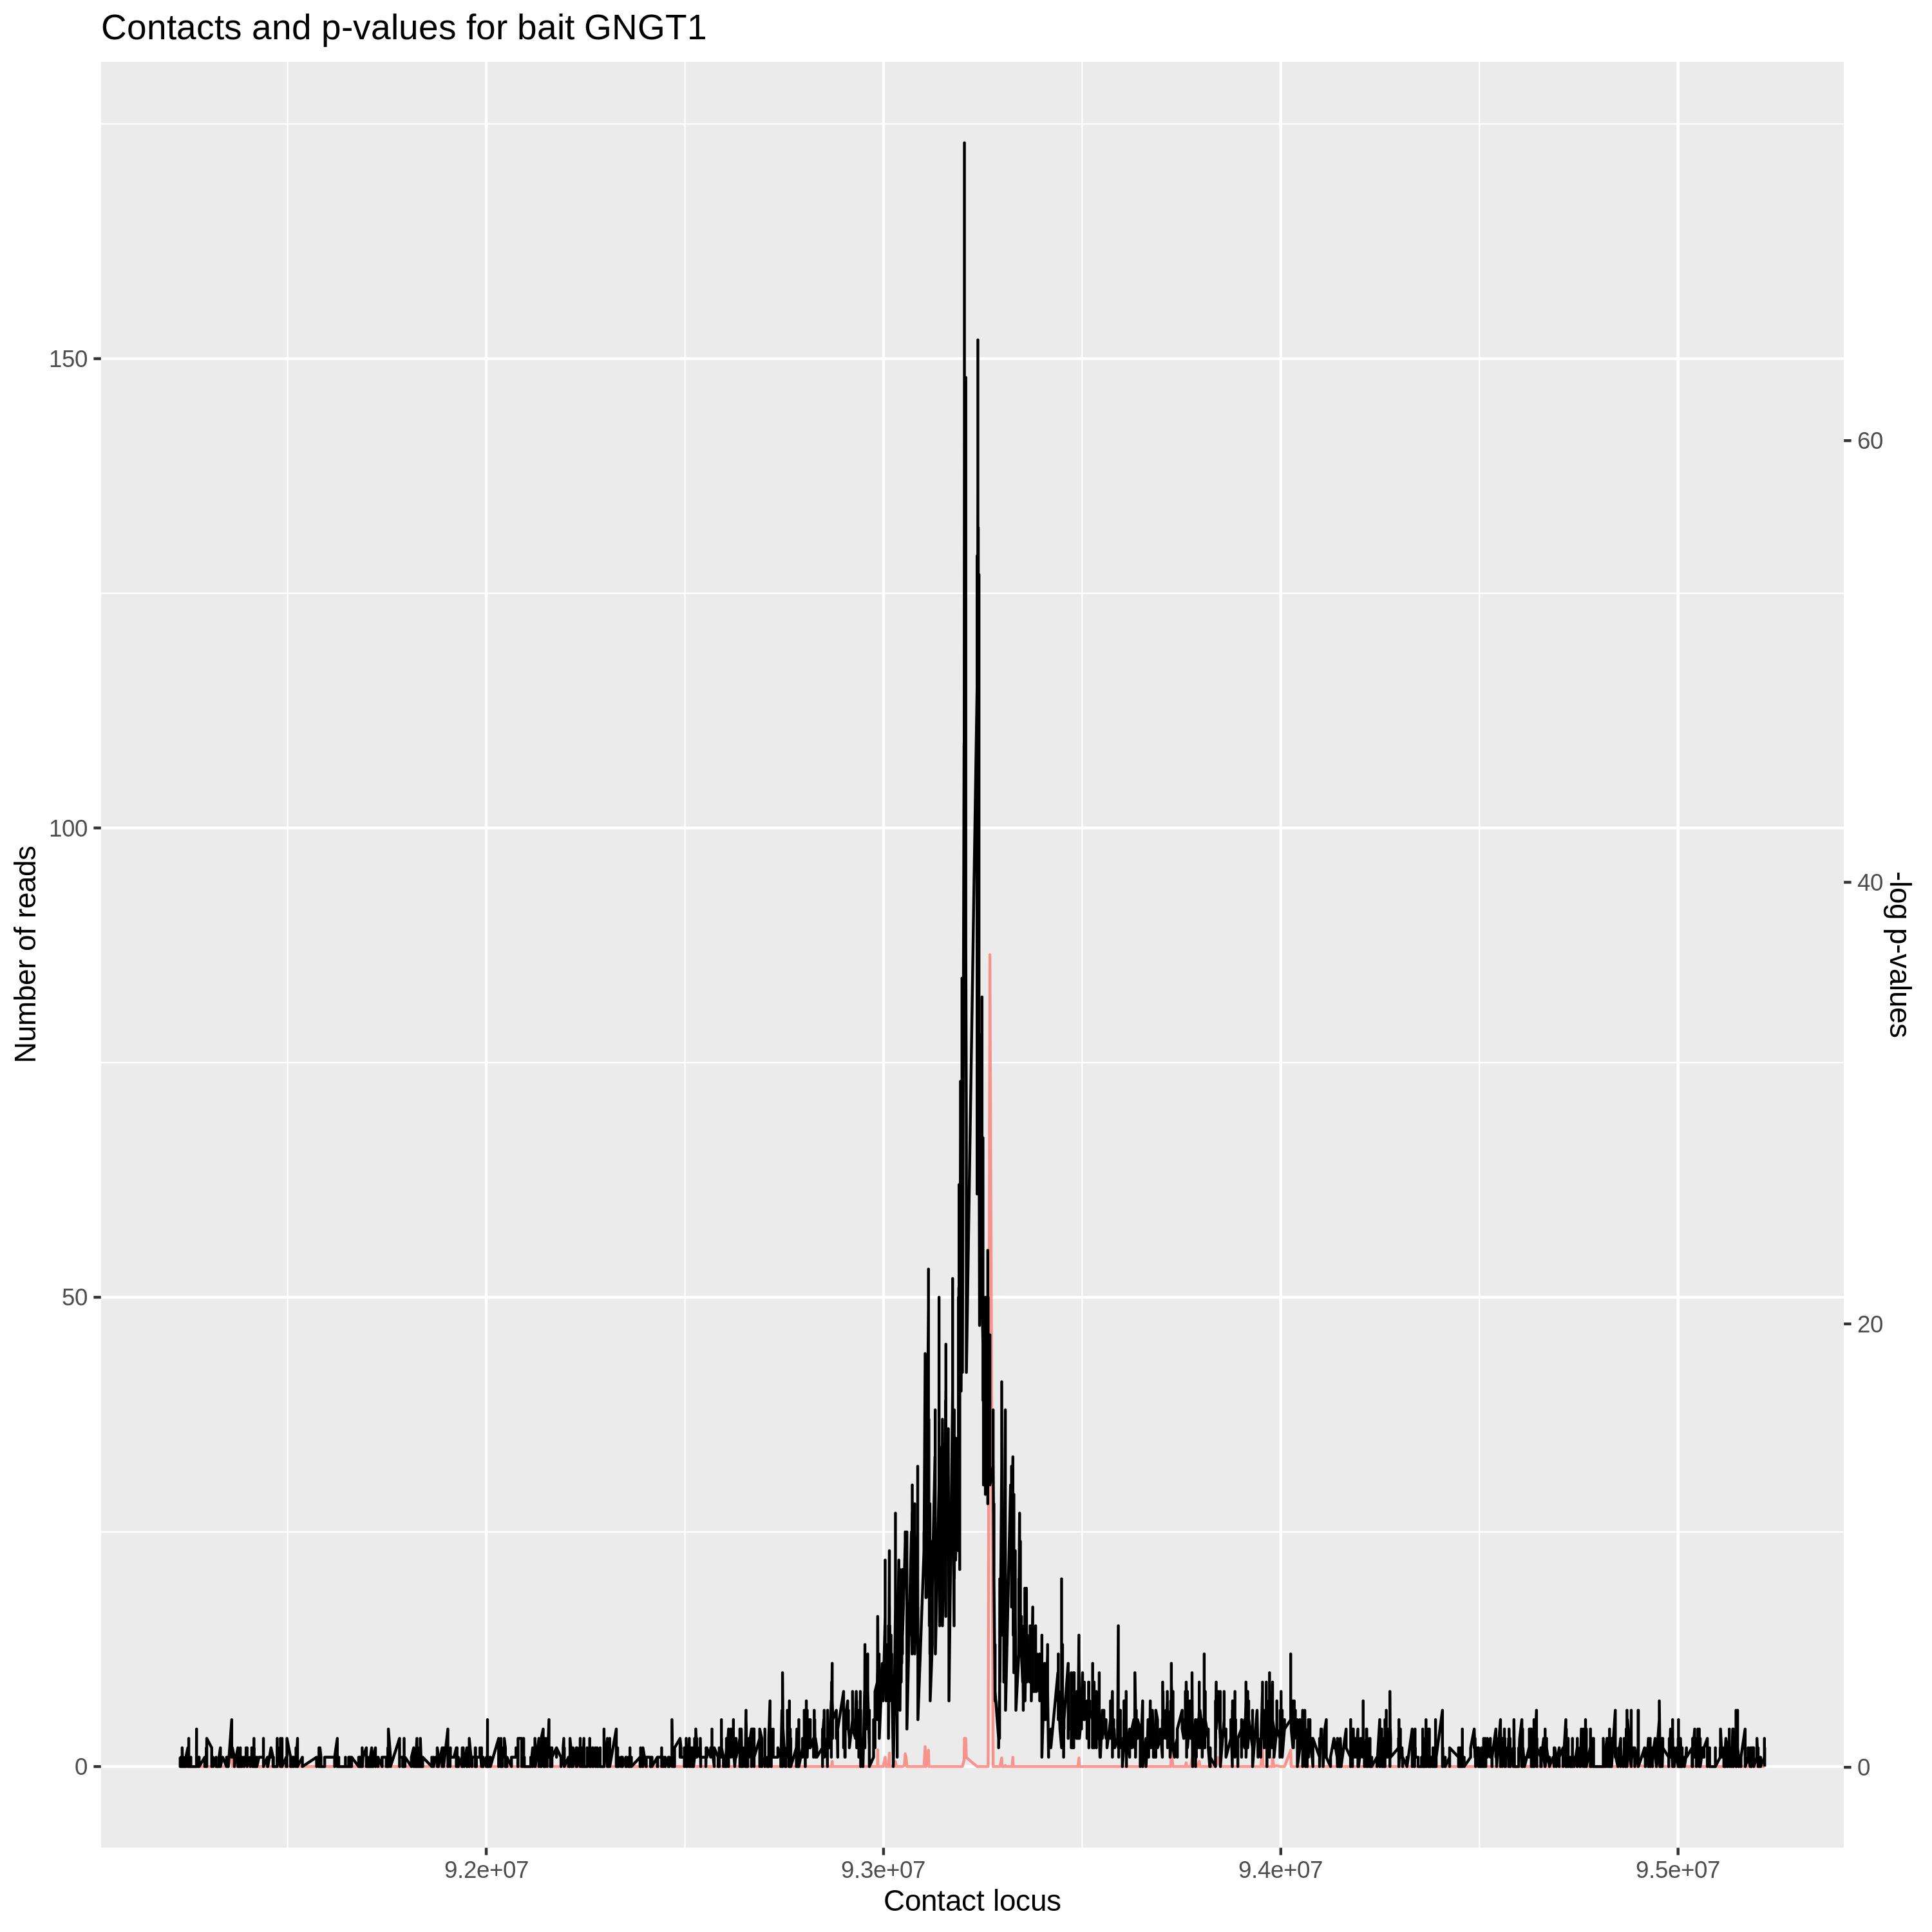 Contacts and p-values for bait GNGT1
150
100
50
0
Number of reads
60
40
20
0
-log p-values
9.2e+07
9.3e+07
9.4e+07
9.5e+07
Contact locus